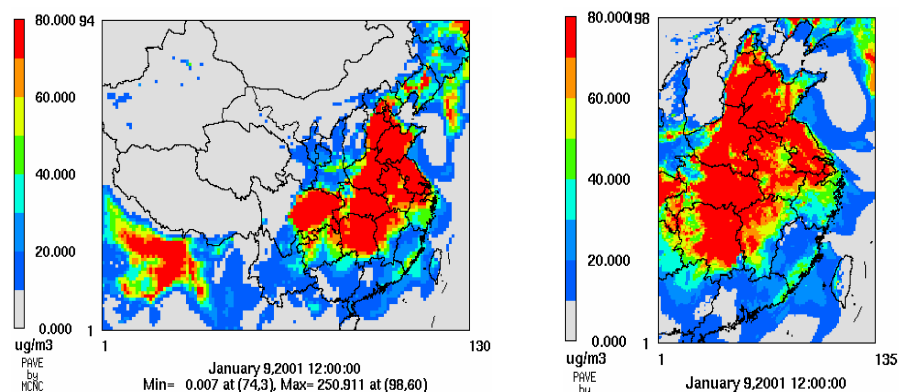 80.000
60.000
40.000
20.000
0.000
ug/m3
PAVE
by
MCNC
94
1
1
130
January 9,2001 12:00:00
Min= 0.007 at (74,3), Max= 250.911 at (98,60)
80.000
60.000
40.000
20.000
0.000
ug/m3
PAVE
by
198
1
1
135
January 9,2001 12:00:00